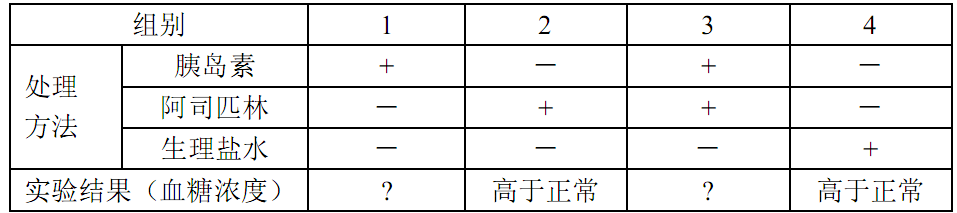 组别 1 2 3 4
处理方法 胰岛素 + － + －
阿司匹林 － + + －
生理盐水 － － － +
实验结果（血糖浓度） ? 高于正常 ? 高于正常